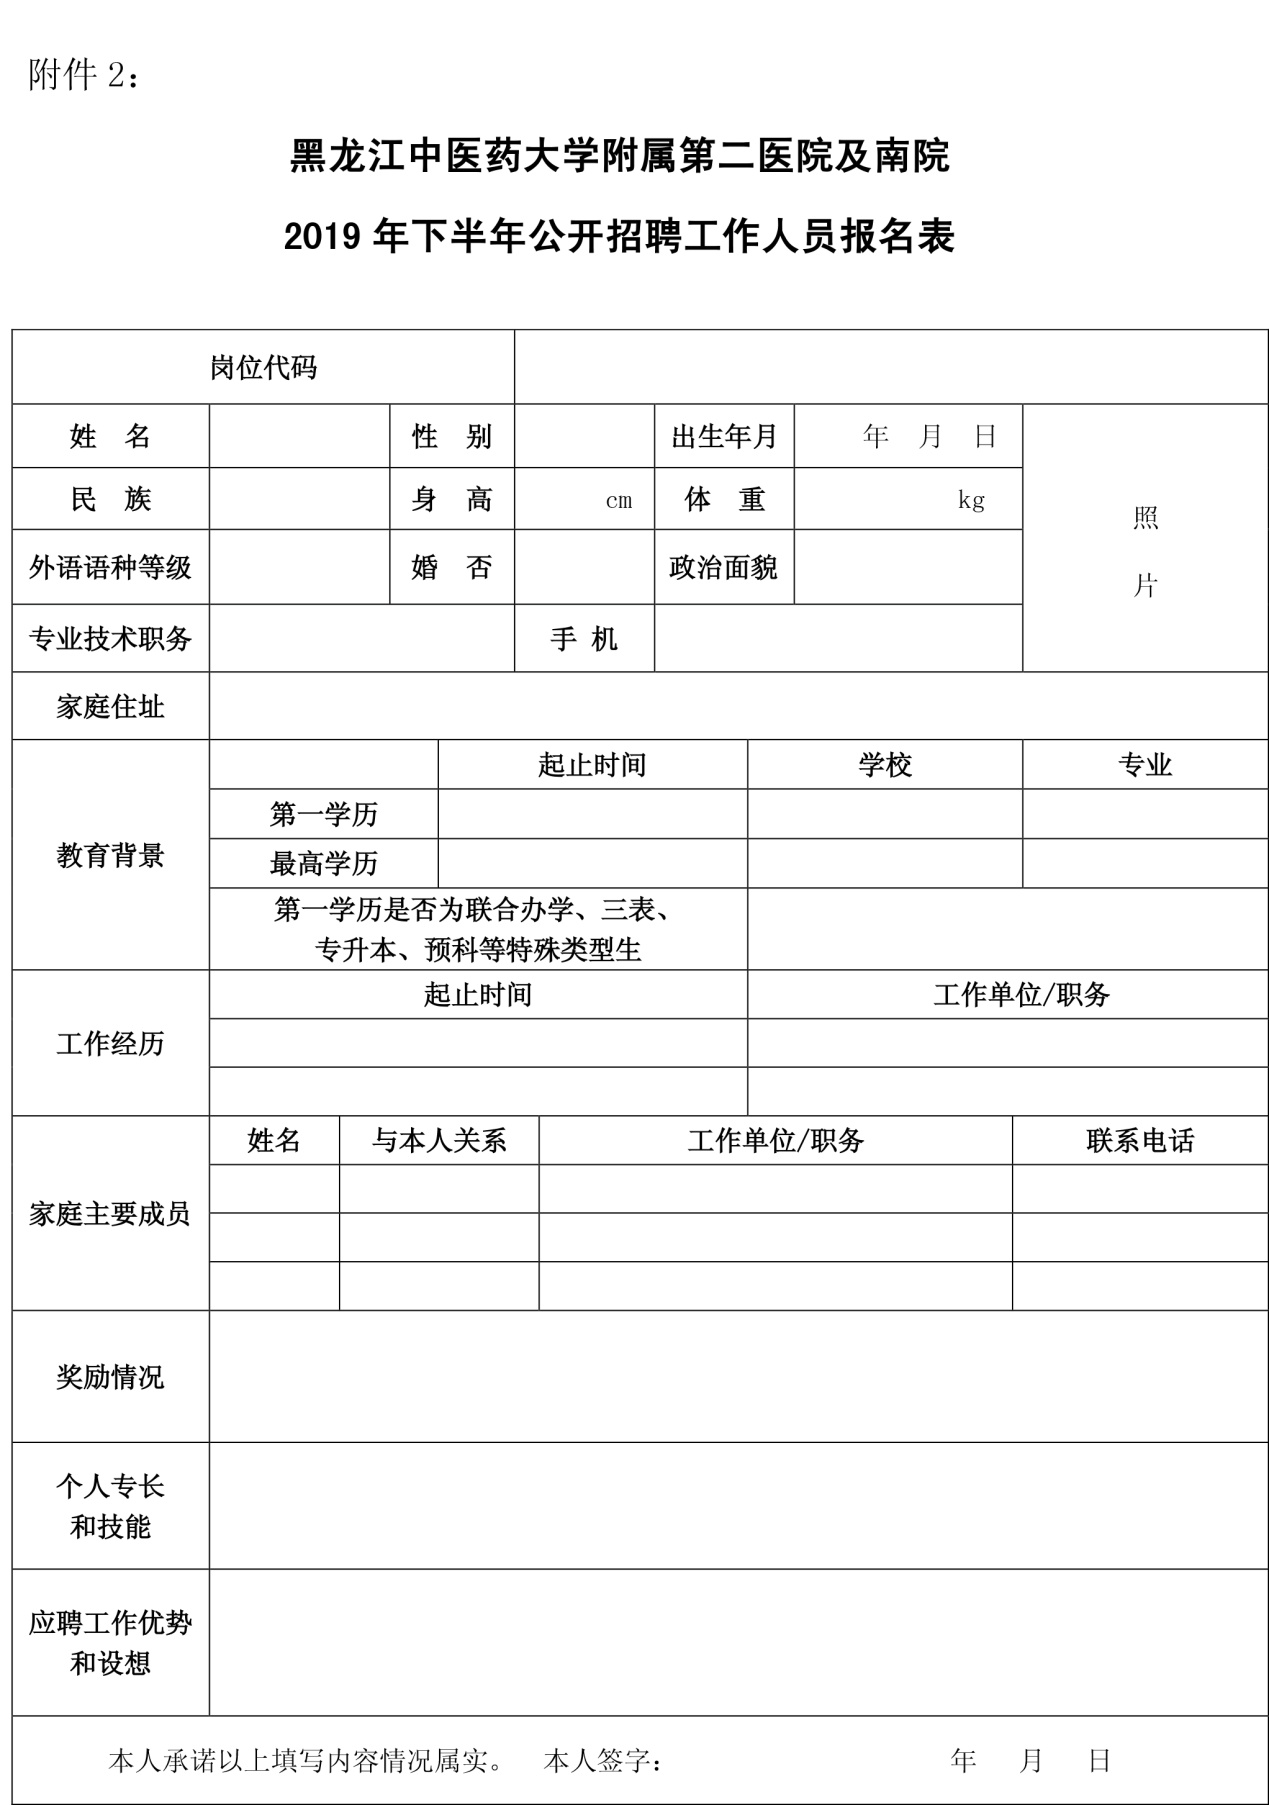 附件 2：
黑龙江中医药大学附属第二医院及南院
2019 年下半年公开招聘工作人员报名表
岗位代码
姓 名 性 别 出生年月 年 月 日
民 族 身 高 cm 体 重 kg
照
片
外语语种等级 婚 否 政治面貌
专业技术职务 手 机
家庭住址
教育背景
起止时间 学校 专业
第一学历
最高学历
第一学历是否为联合办学、三表、
专升本、预科等特殊类型生
工作经历
起止时间 工作单位/职务
家庭主要成员
姓名 与本人关系 工作单位/职务 联系电话
奖励情况
个人专长
和技能
应聘工作优势
和设想
本人承诺以上填写内容情况属实。 本人签字： 年 月 日